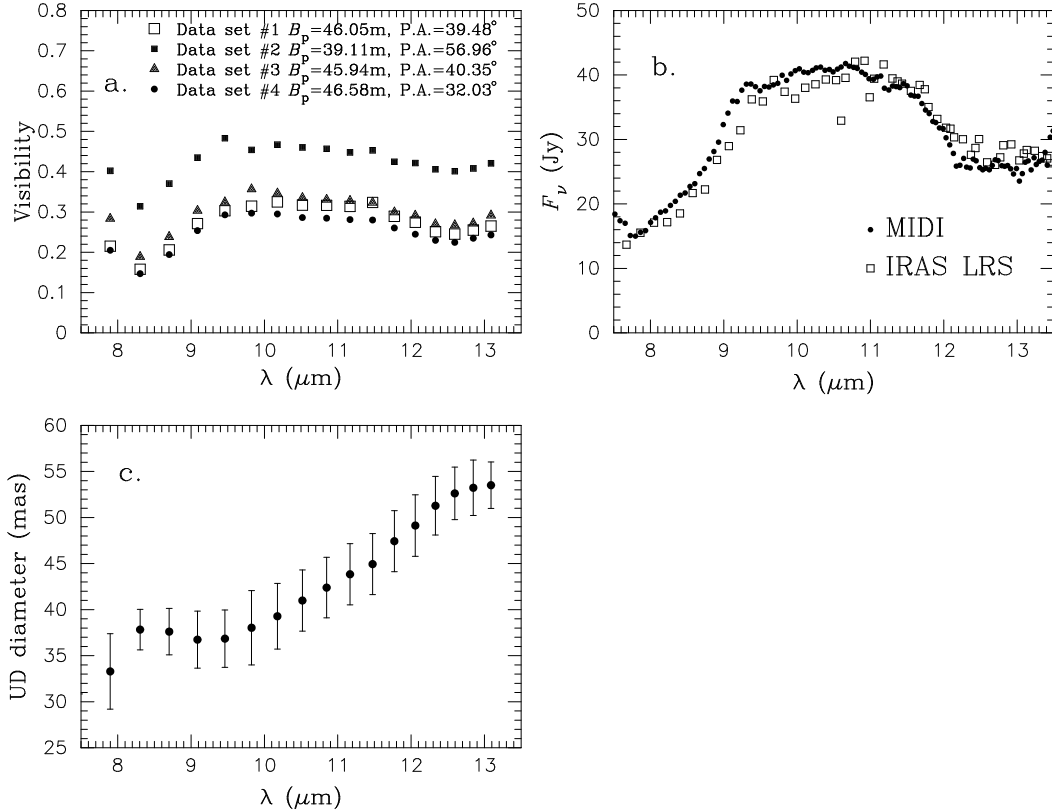 a.
Data set #1 Bp=46.05m, P.A.=39.48°
Data set #2 Bp=39.11m, P.A.=56.96°
Data set #3 Bp=45.94m, P.A.=40.35°
Data set #4 Bp=46.58m, P.A.=32.03°
Visibility
0.8
0.7
0.6
0.5
0.4
0.3
0.2
0.1
0
8 9 10 11 12 13
λ (μm)
b.
Fν (Jy)
50
40
30
20
10
0
MIDI
IRAS LRS
8 9 10 11 12 13
λ (μm)
c.
UD diameter (mas)
60
55
50
45
40
35
30
25
8 9 10 11 12 13
λ (μm)